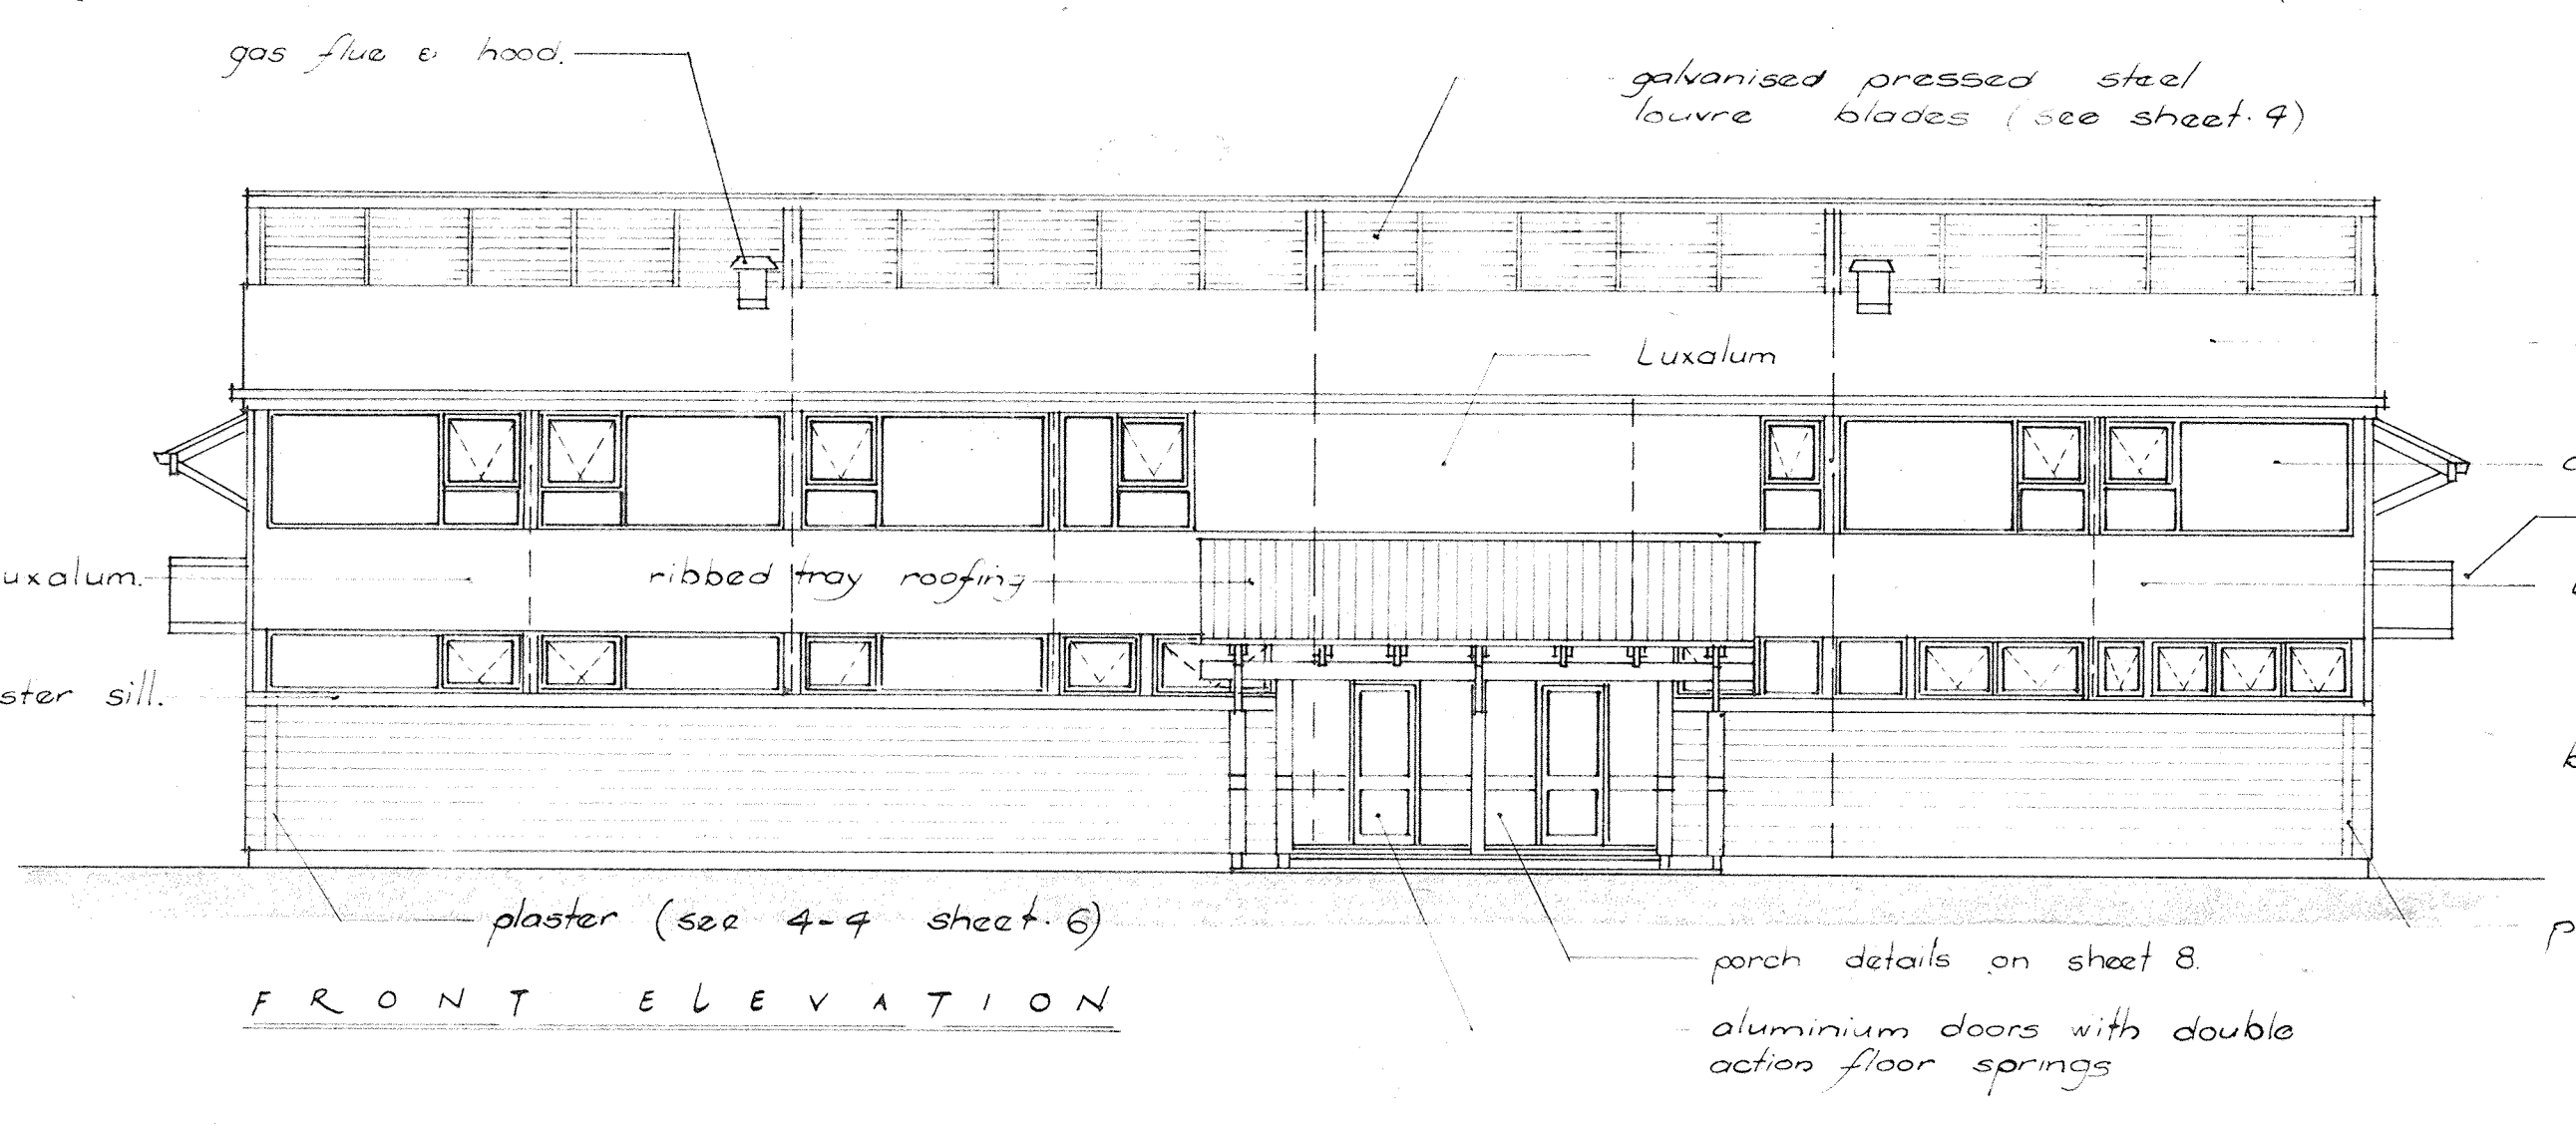 gas flue & hood.
galvanised pressed steel
louvre blades (see sheet. 4)
Luxalum
uxalum.
ribbed tray roofing
ster sill.
plaster (see 4-4 sheet. 6)
porch details on sheet 8.
FRONT ELEVATION
aluminium doors with double
action floor springs